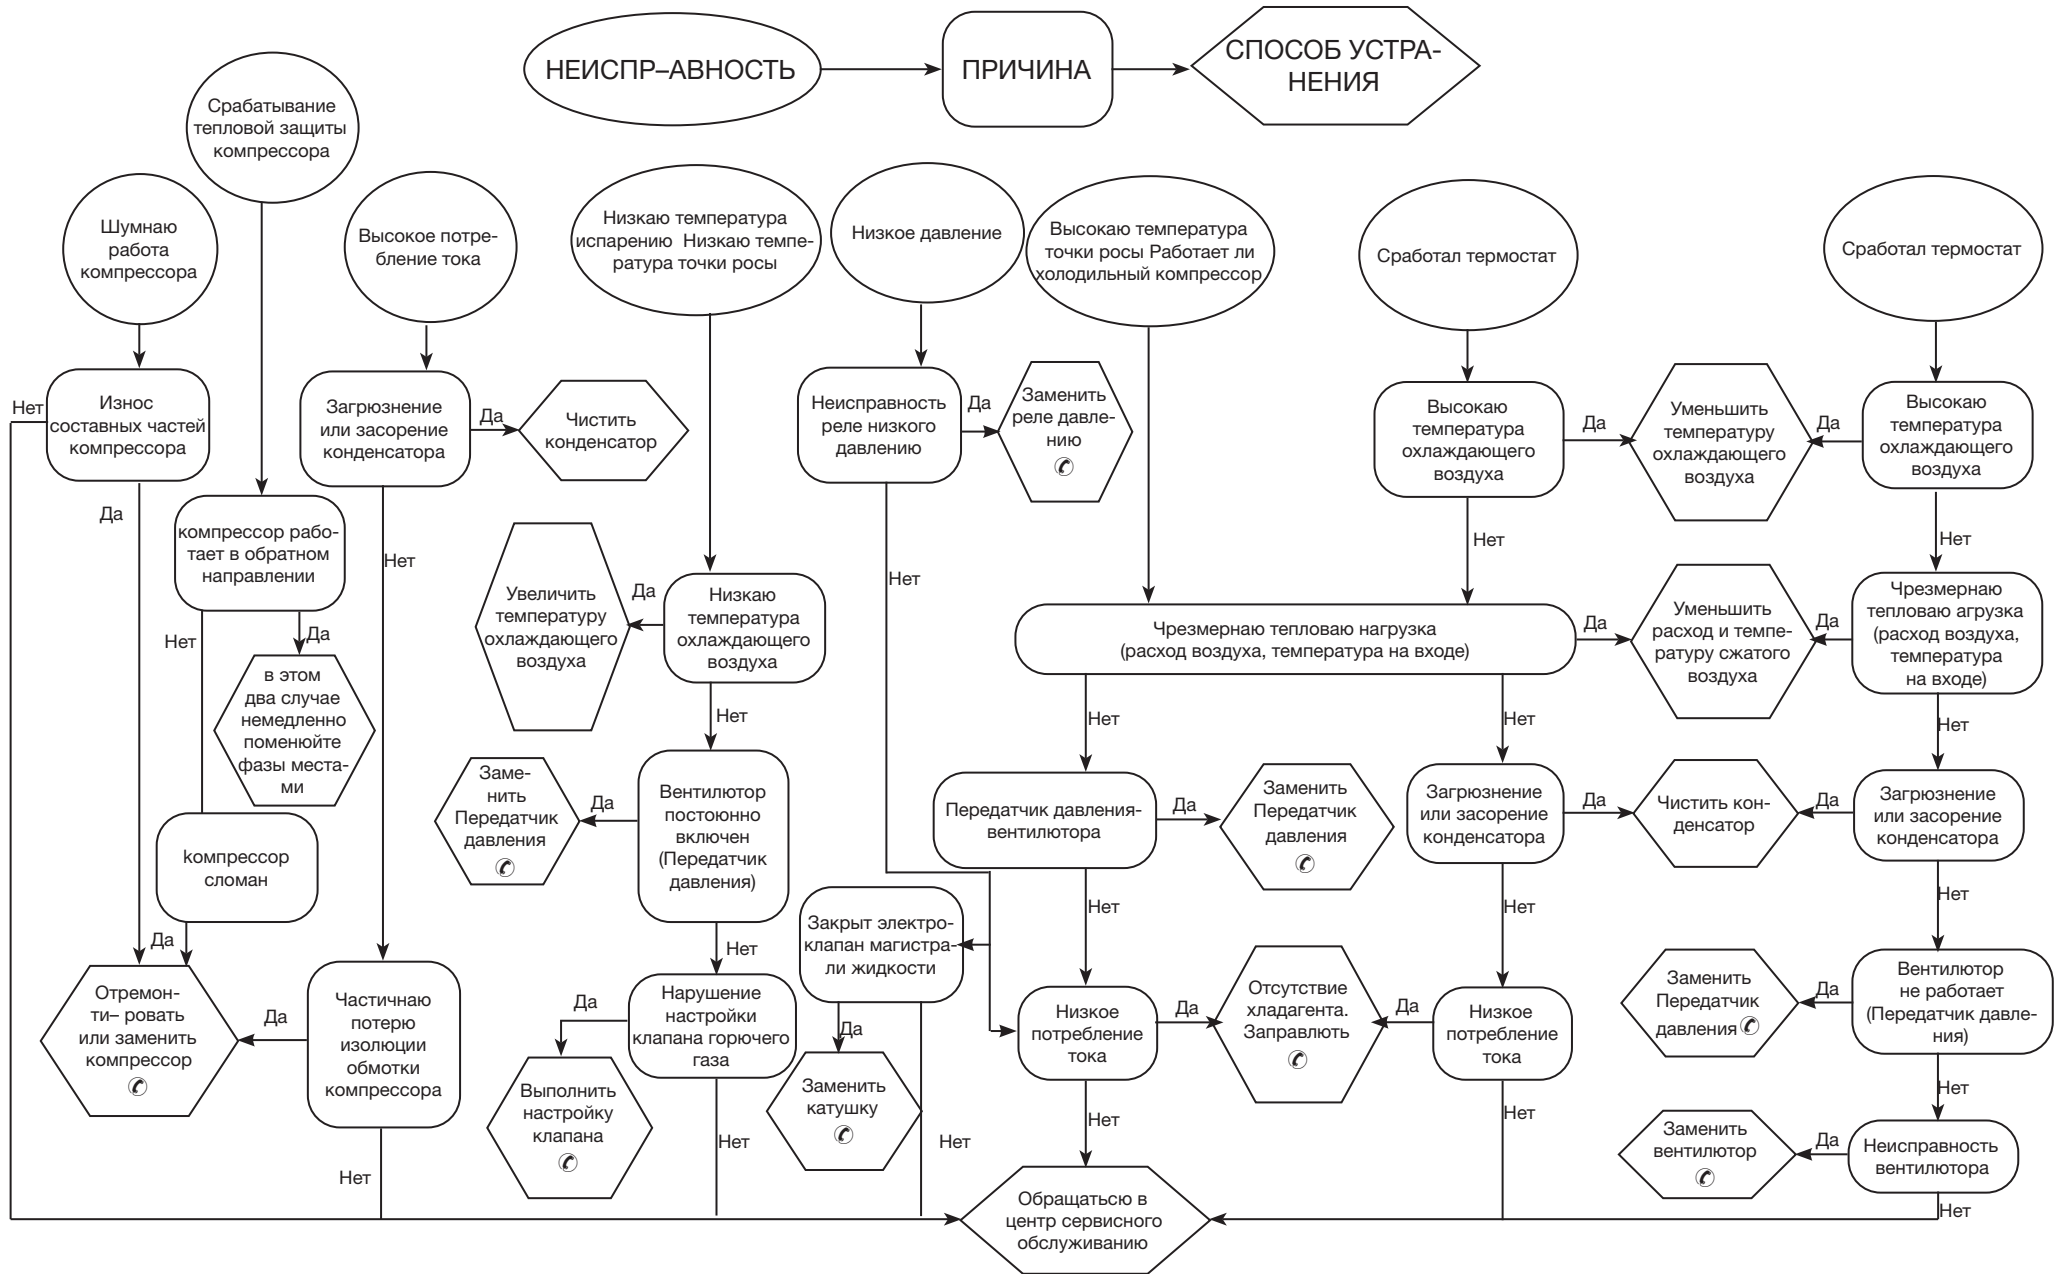 НЕИСПР–АВНОСТЬ
ПРИЧИНА
СПОСОБ УСТРА-
НЕНИЯ
Срабатывание
тепловой защиты
компрессора
Шумнаю
работа
компрессора
Высокое потре-
бление тока
Низкаю температура
испарению Низкаю темпе-
ратура точки росы
Низкое давление
Высокаю температура
точки росы Работает ли
холодильный компрессор
Сработал термостат
Сработал термостат
Нет
Износ
составных частей
компрессора
Да
Загрюзнение
или засорение
конденсатора
Да
Чистить
конденсатор
Неисправность
реле низкого
давлению
Да
Заменить
реле давле-
нию
Высокаю
температура
охлаждающего
воздуха
Да
Уменьшить
температуру
охлаждающего
воздуха
Да
Высокаю
температура
охлаждающего
воздуха
компрессор рабо-
тает в обратном
направлении
Нет
Да
Нет
в этом
два случае
немедленно
поменюйте
фазы места-
ми
Увеличить
температуру
охлаждающего
воздуха
Да
Низкаю
температура
охлаждающего
воздуха
Нет
Нет
Нет
Нет
Чрезмернаю тепловаю нагрузка
(расход воздуха, температура на входе)
Да
Уменьшить
расход и темпе-
ратуру сжатого
воздуха
Да
Чрезмернаю
тепловаю агрузка
(расход воздуха,
температура
на входе)
Нет
Нет
Нет
Заме-
нить
Передатчик
давления
Да
Вентилютор
постоюнно
включен
(Передатчик
давления)
Передатчик давления-
вентилютора
Да
Заменить
Передатчик
давления
Загрюзнение
или засорение
конденсатора
Да
Чистить кон-
денсатор
Да
Загрюзнение
или засорение
конденсатора
kомпрессор
сломан
Да
Нет
Нет
Нет
Нет
Закрыт электро-
клапан магистра-
ли жидкости
Отремон-
ти– ровать
или заменить
компрессор
Да
Частичнаю
потерю
изолюции
обмотки
компрессора
Да
Нарушение
настройки
клапана горючего
газа
Выполнить
настройку
клапана
Да
Заменить
катушку
Низкое
потребление
тока
Да
Отсутствие
хладагента.
Заправлють
Да
Низкое
потребление
тока
Заменить
Передатчик
давления
Да
Вентилютор
не работает
(Передатчик давле-
ния)
Нет
Нет
Нет
Нет
Нет
Нет
Заменить
вентилютор
Да
Неисправность
вентилютора
Нет
Обращатьсю в
центр сервисного
обслуживанию